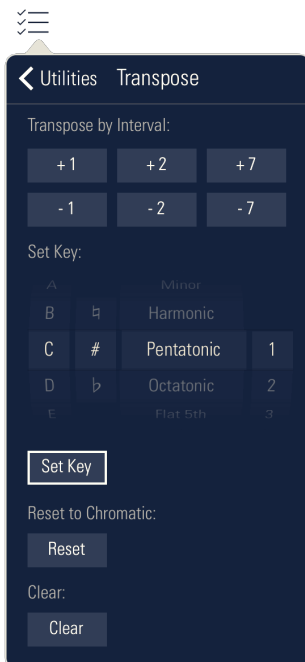 Utilities Transpose
Transpose by Interval:
+1 +2 +7
-1 -2 -7
Set Key:
A Minor
B ♮ Harmonic
C # Pentatonic 1
D ♭ Octatonic 2
E Flat 5th 3
Set Key
Reset to Chromatic:
Reset
Clear:
Clear